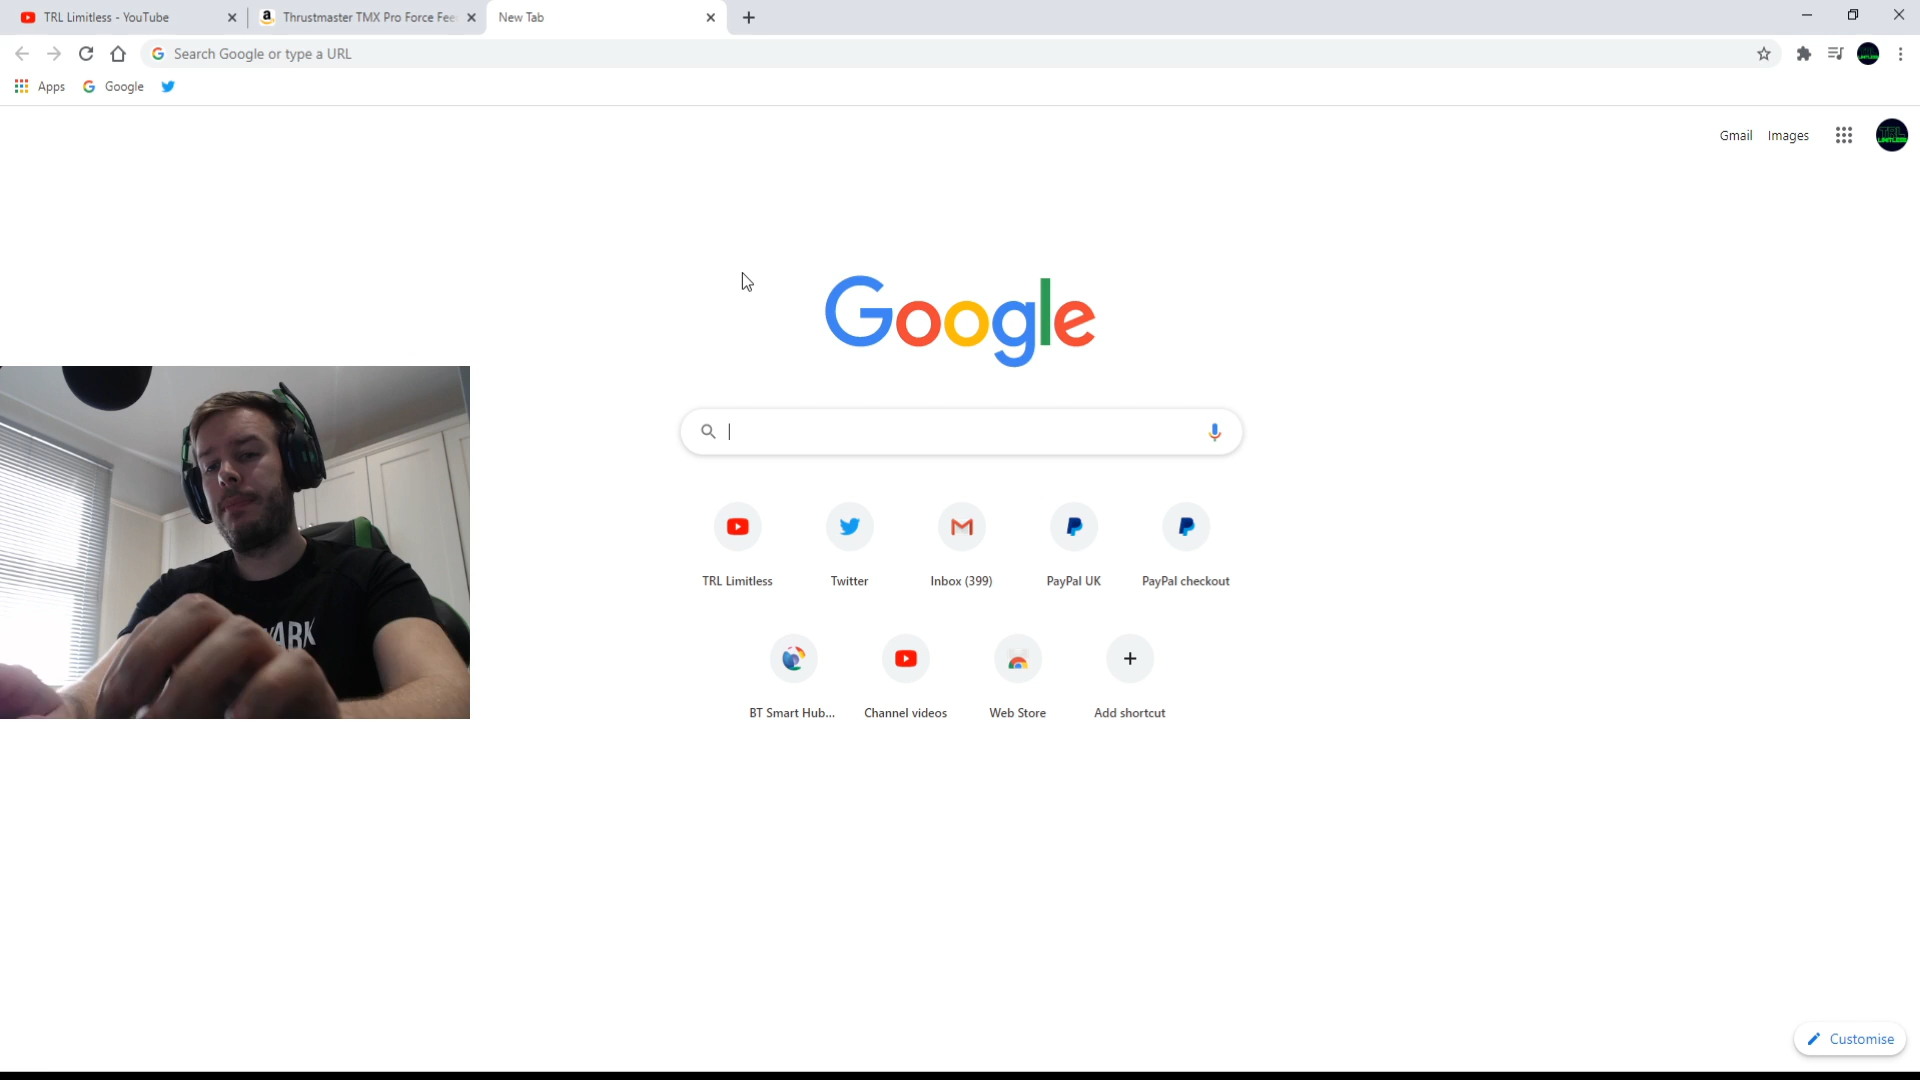 TRL Limitless - YouTube
Thrustmaster TMX Pro Force Fee
New Tab
Search Google or type a URL
Apps
Google
Gmail
Images
TRL
LIMITLESS
Google
TRL Limitless
Twitter
Inbox (399)
PayPal UK
PayPal checkout
BT Smart Hub...
Channel videos
Web Store
Add shortcut
Customise